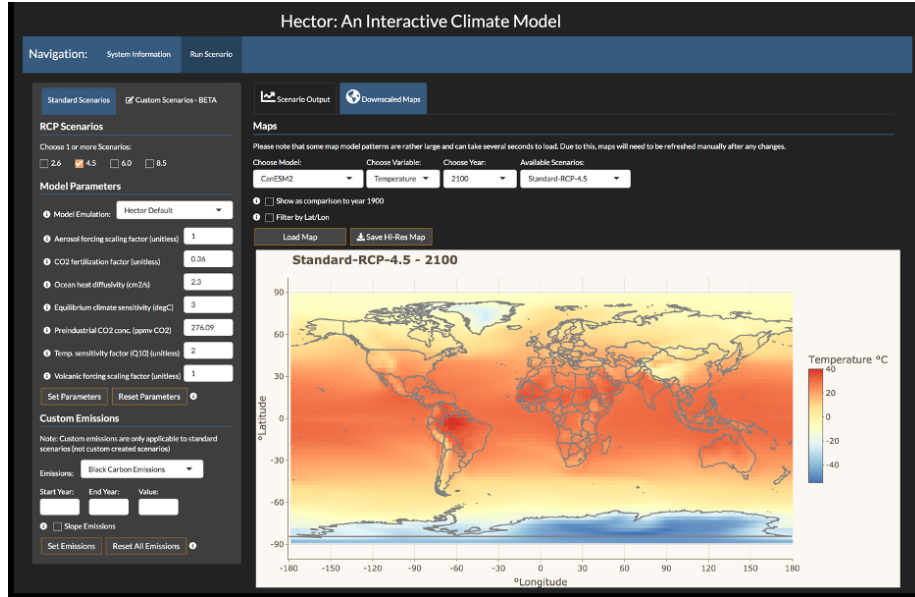 Hector: An Interactive Climate Model
Navigation: System Information Run Scenario
Standard Scenarios Custom Scenarios - BETA
RCP Scenarios
Choose 1 or more Scenarios:
2.6 4.5 6.0 8.5
Model Parameters
Model Emulation: Hector Default
Aerosol forcing scaling factor (unitless) 1
CO2 fertilization factor (unitless) 0.36
Ocean heat diffusivity (cm2/s) 2.3
Equilibrium climate sensitivity (degC) 3
Preindustrial CO2 conc. (ppmv CO2) 276.09
Temp. sensitivity factor (Q10) (unitless) 2
Volcanic forcing scaling factor (unitless) 1
Set Parameters Reset Parameters
Custom Emissions
Note: Custom emissions are only applicable to standard
scenarios (not custom created scenarios)
Emissions: Black Carbon Emissions
Start Year: End Year: Value:
Slope Emissions
Set Emissions Reset All Emissions
Scenario Output Downscaled Maps
Maps
Please note that some map model patterns are rather large and can take several seconds to load. Due to this, maps will need to be refreshed manually after any changes.
Choose Model: Choose Variable: Choose Year: Available Scenarios:
CanESM2 Temperature 2100 Standard-RCP-4.5
Show as comparison to year 1900
Filter by Lat/Lon
Load Map Save Hi-Res Map
Standard-RCP-4.5 - 2100
90
60
30
0
-30
-60
-90
°Latitude
-180 -150 -120 -90 -60 -30 0 30 60 90 120 150 180
°Longitude
Temperature °C
40
20
0
-20
-40